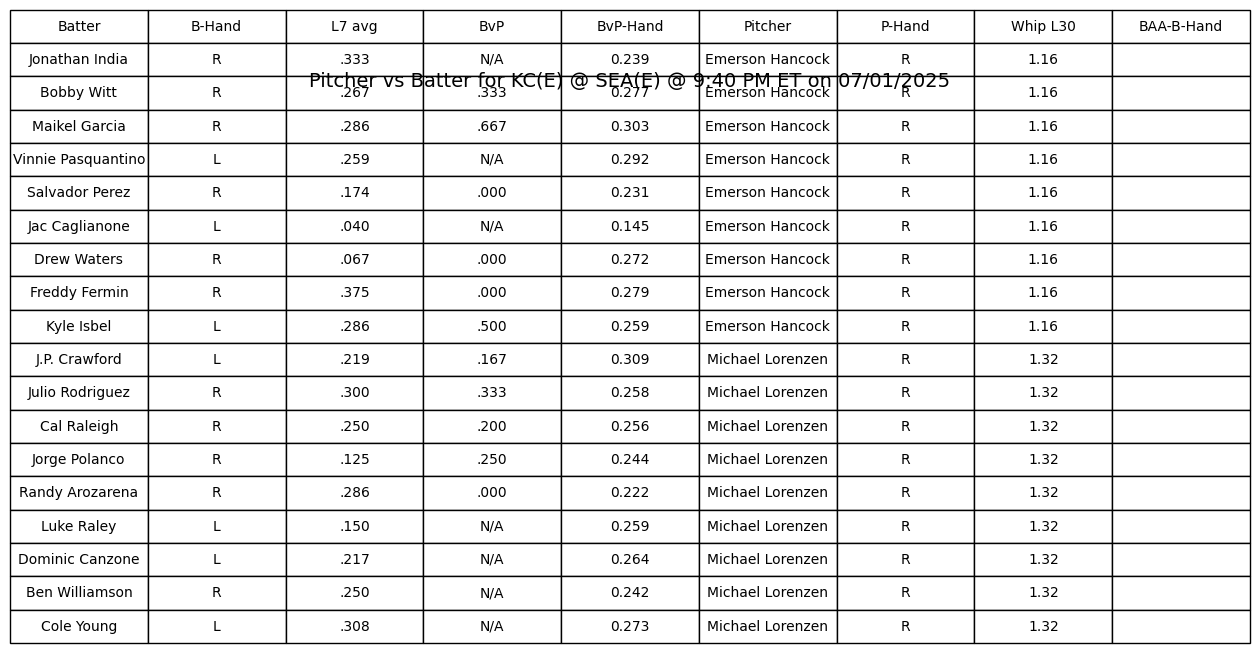 Batter B-Hand L7 avg BvP BvP-Hand Pitcher P-Hand Whip L30 BAA-B-Hand
Jonathan India R .333 N/A 0.239 Emerson Hancock R 1.16
Pitcher vs Batter for KC(E) @ SEA(E) @ 9:40 PM ET on 07/01/2025
Bobby Witt R .267 .333 0.277 Emerson Hancock R 1.16
Maikel Garcia R .286 .667 0.303 Emerson Hancock R 1.16
Vinnie Pasquantino L .259 N/A 0.292 Emerson Hancock R 1.16
Salvador Perez R .174 .000 0.231 Emerson Hancock R 1.16
Jac Caglianone L .040 N/A 0.145 Emerson Hancock R 1.16
Drew Waters R .067 .000 0.272 Emerson Hancock R 1.16
Freddy Fermin R .375 .000 0.279 Emerson Hancock R 1.16
Kyle Isbel L .286 .500 0.259 Emerson Hancock R 1.16
J.P. Crawford L .219 .167 0.309 Michael Lorenzen R 1.32
Julio Rodriguez R .300 .333 0.258 Michael Lorenzen R 1.32
Cal Raleigh R .250 .200 0.256 Michael Lorenzen R 1.32
Jorge Polanco R .125 .250 0.244 Michael Lorenzen R 1.32
Randy Arozarena R .286 .000 0.222 Michael Lorenzen R 1.32
Luke Raley L .150 N/A 0.259 Michael Lorenzen R 1.32
Dominic Canzone L .217 N/A 0.264 Michael Lorenzen R 1.32
Ben Williamson R .250 N/A 0.242 Michael Lorenzen R 1.32
Cole Young L .308 N/A 0.273 Michael Lorenzen R 1.32